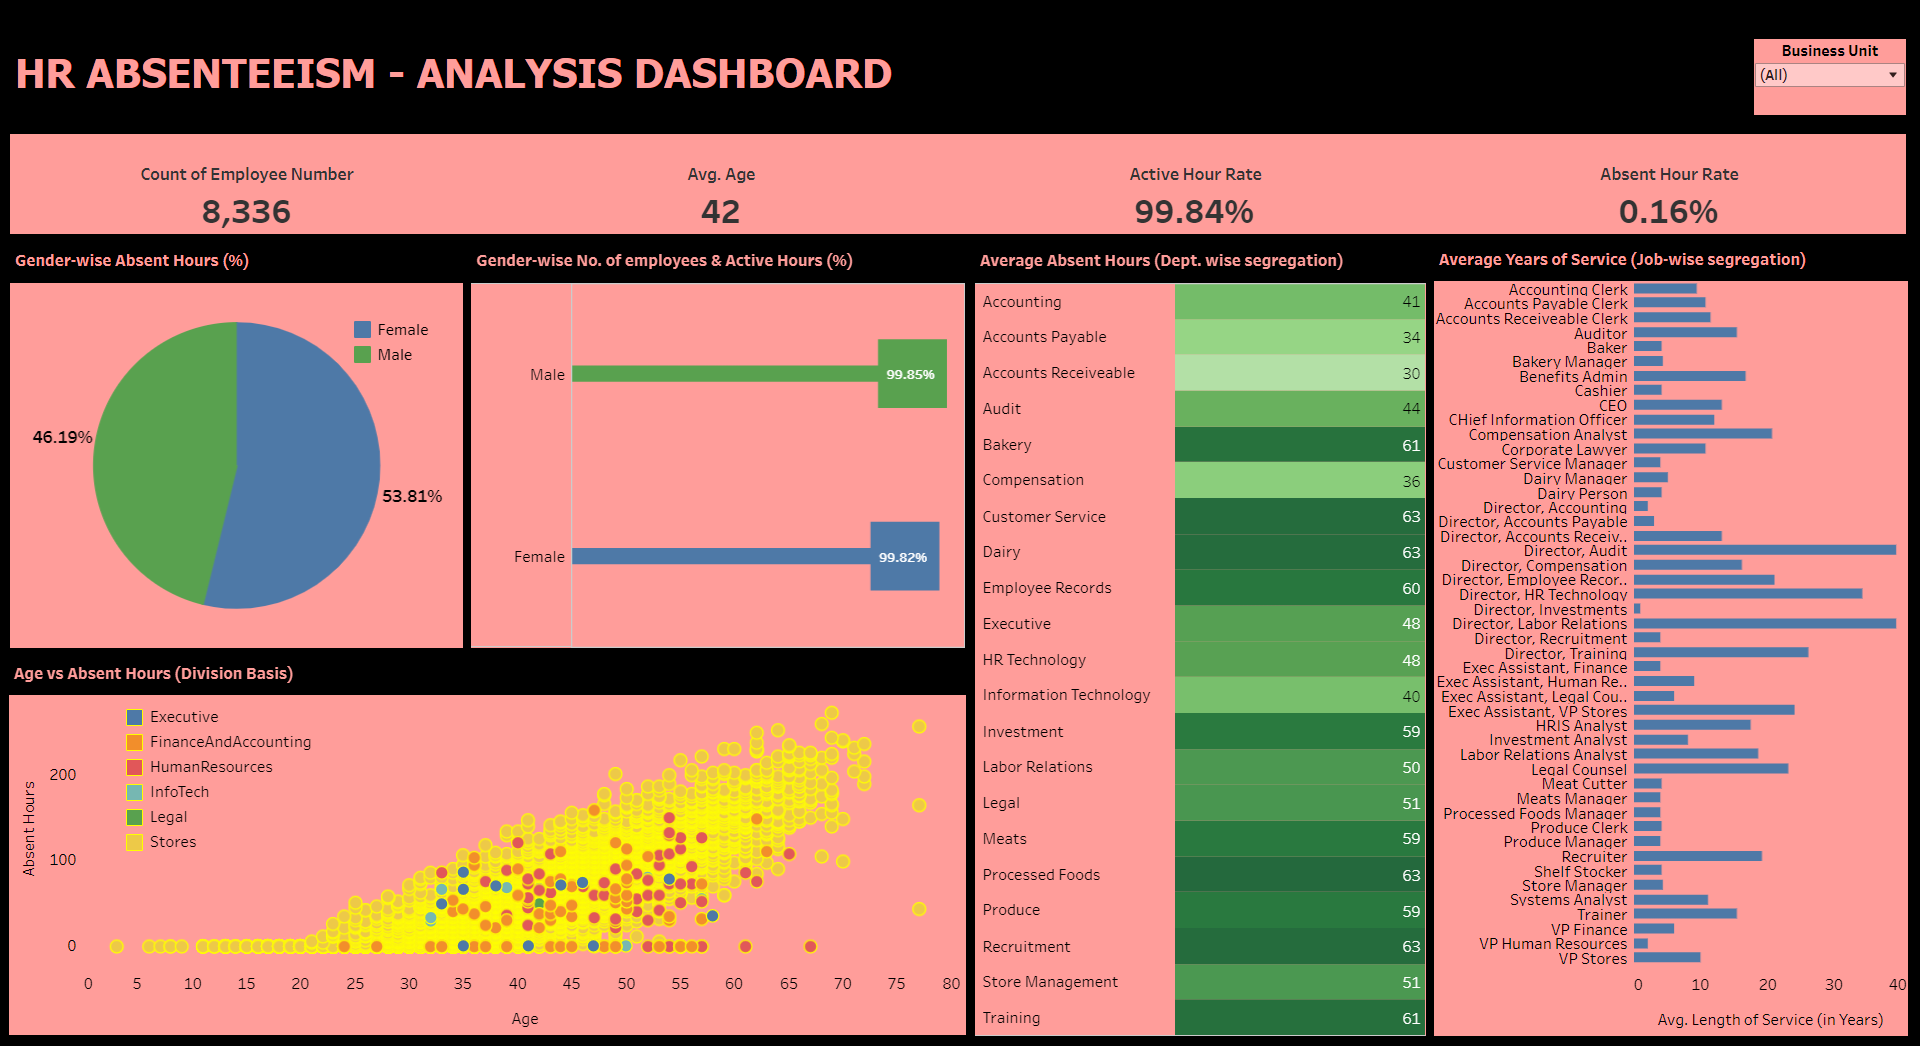 HR ABSENTEEISM - ANALYSIS DASHBOARD
Business Unit
(All)
Count of Employee Number
8,336
Avg. Age
42
Active Hour Rate
99.84%
Absent Hour Rate
0.16%
Gender-wise Absent Hours (%)
Female
Male
46.19%
53.81%
Gender-wise No. of employees & Active Hours (%)
Male
99.85%
Female
99.82%
Age vs Absent Hours (Division Basis)
Executive
FinanceAndAccounting
HumanResources
InfoTech
Legal
Stores
Absent Hours
200
100
0
0 5 10 15 20 25 30 35 40 45 50 55 60 65 70 75 80
Age
Average Absent Hours (Dept. wise segregation)
Accounting 41
Accounts Payable 34
Accounts Receiveable 30
Audit 44
Bakery 61
Compensation 36
Customer Service 63
Dairy 63
Employee Records 60
Executive 48
HR Technology 48
Information Technology 40
Investment 59
Labor Relations 50
Legal 51
Meats 59
Processed Foods 63
Produce 59
Recruitment 63
Store Management 51
Training 61
Average Years of Service (Job-wise segregation)
Accounting Clerk
Accounts Payable Clerk
Accounts Receiveable Clerk
Auditor
Baker
Bakery Manager
Benefits Admin
Cashier
CEO
CHief Information Officer
Compensation Analyst
Corporate Lawyer
Customer Service Manager
Dairy Manager
Dairy Person
Director, Accounting
Director, Accounts Payable
Director, Accounts Receiv..
Director, Audit
Director, Compensation
Director, Employee Recor..
Director, HR Technology
Director, Investments
Director, Labor Relations
Director, Recruitment
Director, Training
Exec Assistant, Finance
Exec Assistant, Human Re..
Exec Assistant, Legal Cou..
Exec Assistant, VP Stores
HRIS Analyst
Investment Analyst
Labor Relations Analyst
Legal Counsel
Meat Cutter
Meats Manager
Processed Foods Manager
Produce Clerk
Produce Manager
Recruiter
Shelf Stocker
Store Manager
Systems Analyst
Trainer
VP Finance
VP Human Resources
VP Stores
0 10 20 30 40
Avg. Length of Service (in Years)